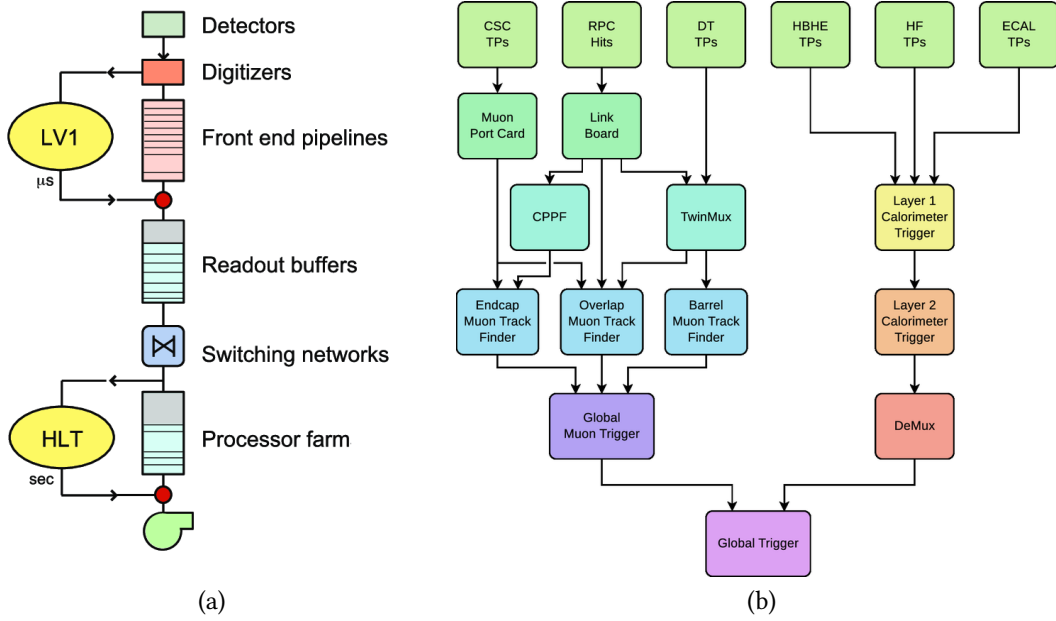 Detectors
Digitizers
LV1
Front end pipelines
μs
Readout buffers
Switching networks
HLT
Processor farm
sec
(a)
CSC
TPs
RPC
Hits
DT
TPs
HBHE
TPs
HF
TPs
ECAL
TPs
Muon
Port Card
Link
Board
CPPF
TwinMux
Layer 1
Calorimeter
Trigger
Endcap
Muon Track
Finder
Overlap
Muon Track
Finder
Barrel
Muon Track
Finder
Layer 2
Calorimeter
Trigger
Global
Muon Trigger
DeMux
Global Trigger
(b)